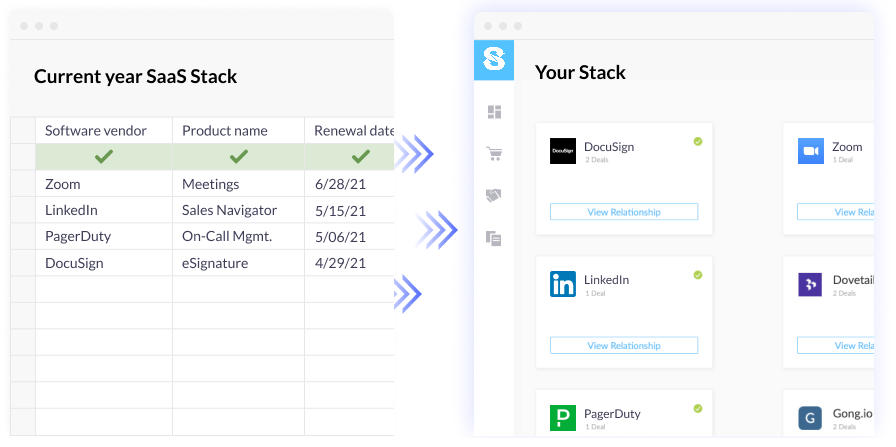 Current year SaaS Stack
Software vendor Product name Renewal date
Zoom Meetings 6/28/21
LinkedIn Sales Navigator 5/15/21
PagerDuty On-Call Mgmt. 5/06/21
DocuSign eSignature 4/29/21
S
Your Stack
DocuSign
DocuSign
2 Deals
View Relationship
Zoom
1 Deal
View Rela
in
LinkedIn
1 Deal
View Relationship
Dovetail
2 Deals
View Rela
P
PagerDuty
1 Deal
G
Gong.io
2 Deals